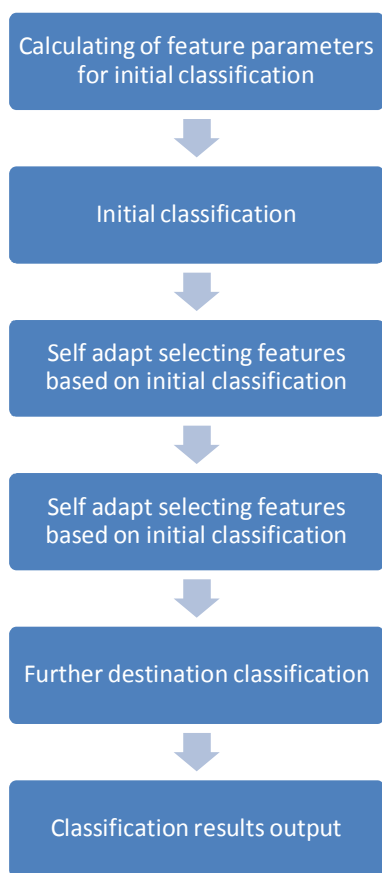 Calculating of feature parameters
for initial classification
Initial classification
Self adapt selecting features
based on initial classification
Self adapt selecting features
based on initial classification
Further destination classification
Classification results output